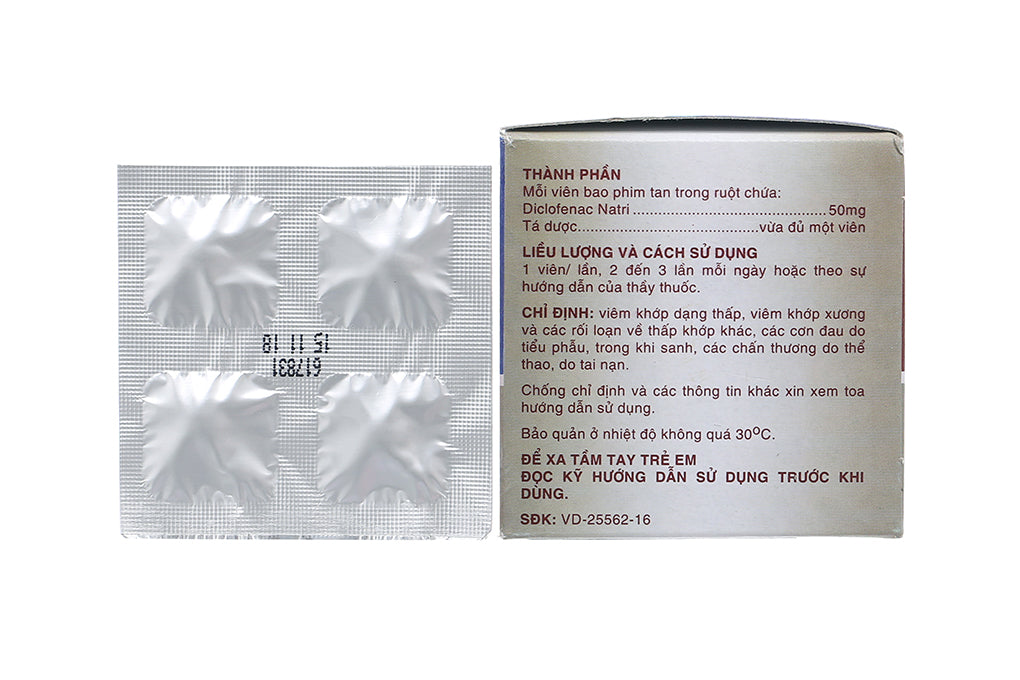 617831
15 11 18
THÀNH PHẦN
Mỗi viên bao phim tan trong ruột chứa:
Diclofenac Natri............................................50mg
Tá dược.......................................vừa đủ một viên
LIỀU LƯỢNG VÀ CÁCH SỬ DỤNG
1 viên/ lần, 2 đến 3 lần mỗi ngày hoặc theo sự
hướng dẫn của thầy thuốc.
CHỈ ĐỊNH: viêm khớp dạng thấp, viêm khớp xương
và các rối loạn về thấp khớp khác, các cơn đau do
tiểu phẫu, trong khi sanh, các chấn thương do thể
thao, do tai nạn.
Chống chỉ định và các thông tin khác xin xem toa
hướng dẫn sử dụng.
Bảo quản ở nhiệt độ không quá 30ºC.
ĐỂ XA TẦM TAY TRẺ EM
ĐỌC KỸ HƯỚNG DẪN SỬ DỤNG TRƯỚC KHI
DÙNG.
SĐK: VD-25562-16